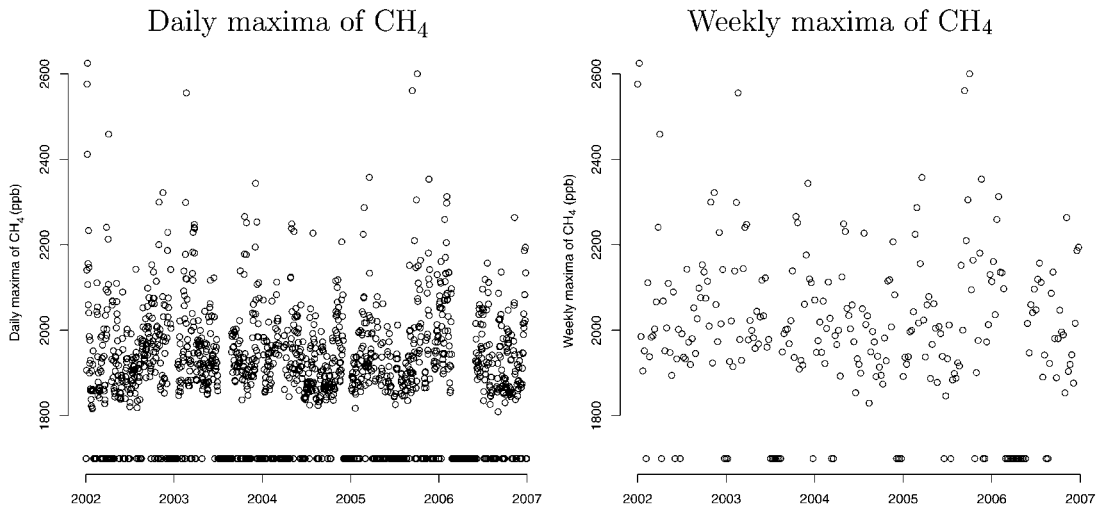 Daily maxima of CH₄
Daily maxima of CH₄ (ppb)
2600
2400
2200
2000
1800
2002 2003 2004 2005 2006 2007
Weekly maxima of CH₄
Weekly maxima of CH₄ (ppb)
2600
2400
2200
2000
1800
2002 2003 2004 2005 2006 2007